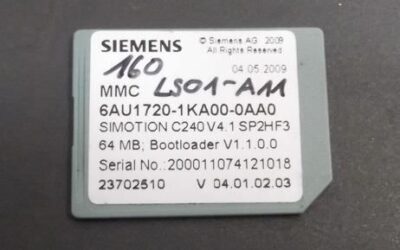 SIEMENS
© Siemens AG 2009
All Rights Reserved
160
04.05.2009
MMC LS01-A11
6AU1720-1KA00-0AA0
SIMOTION C240 V4.1 SP2HF3
64 MB; Bootloader V1.1.0.0
Serial No.:200011074121018
23702510 V 04.01.02.03